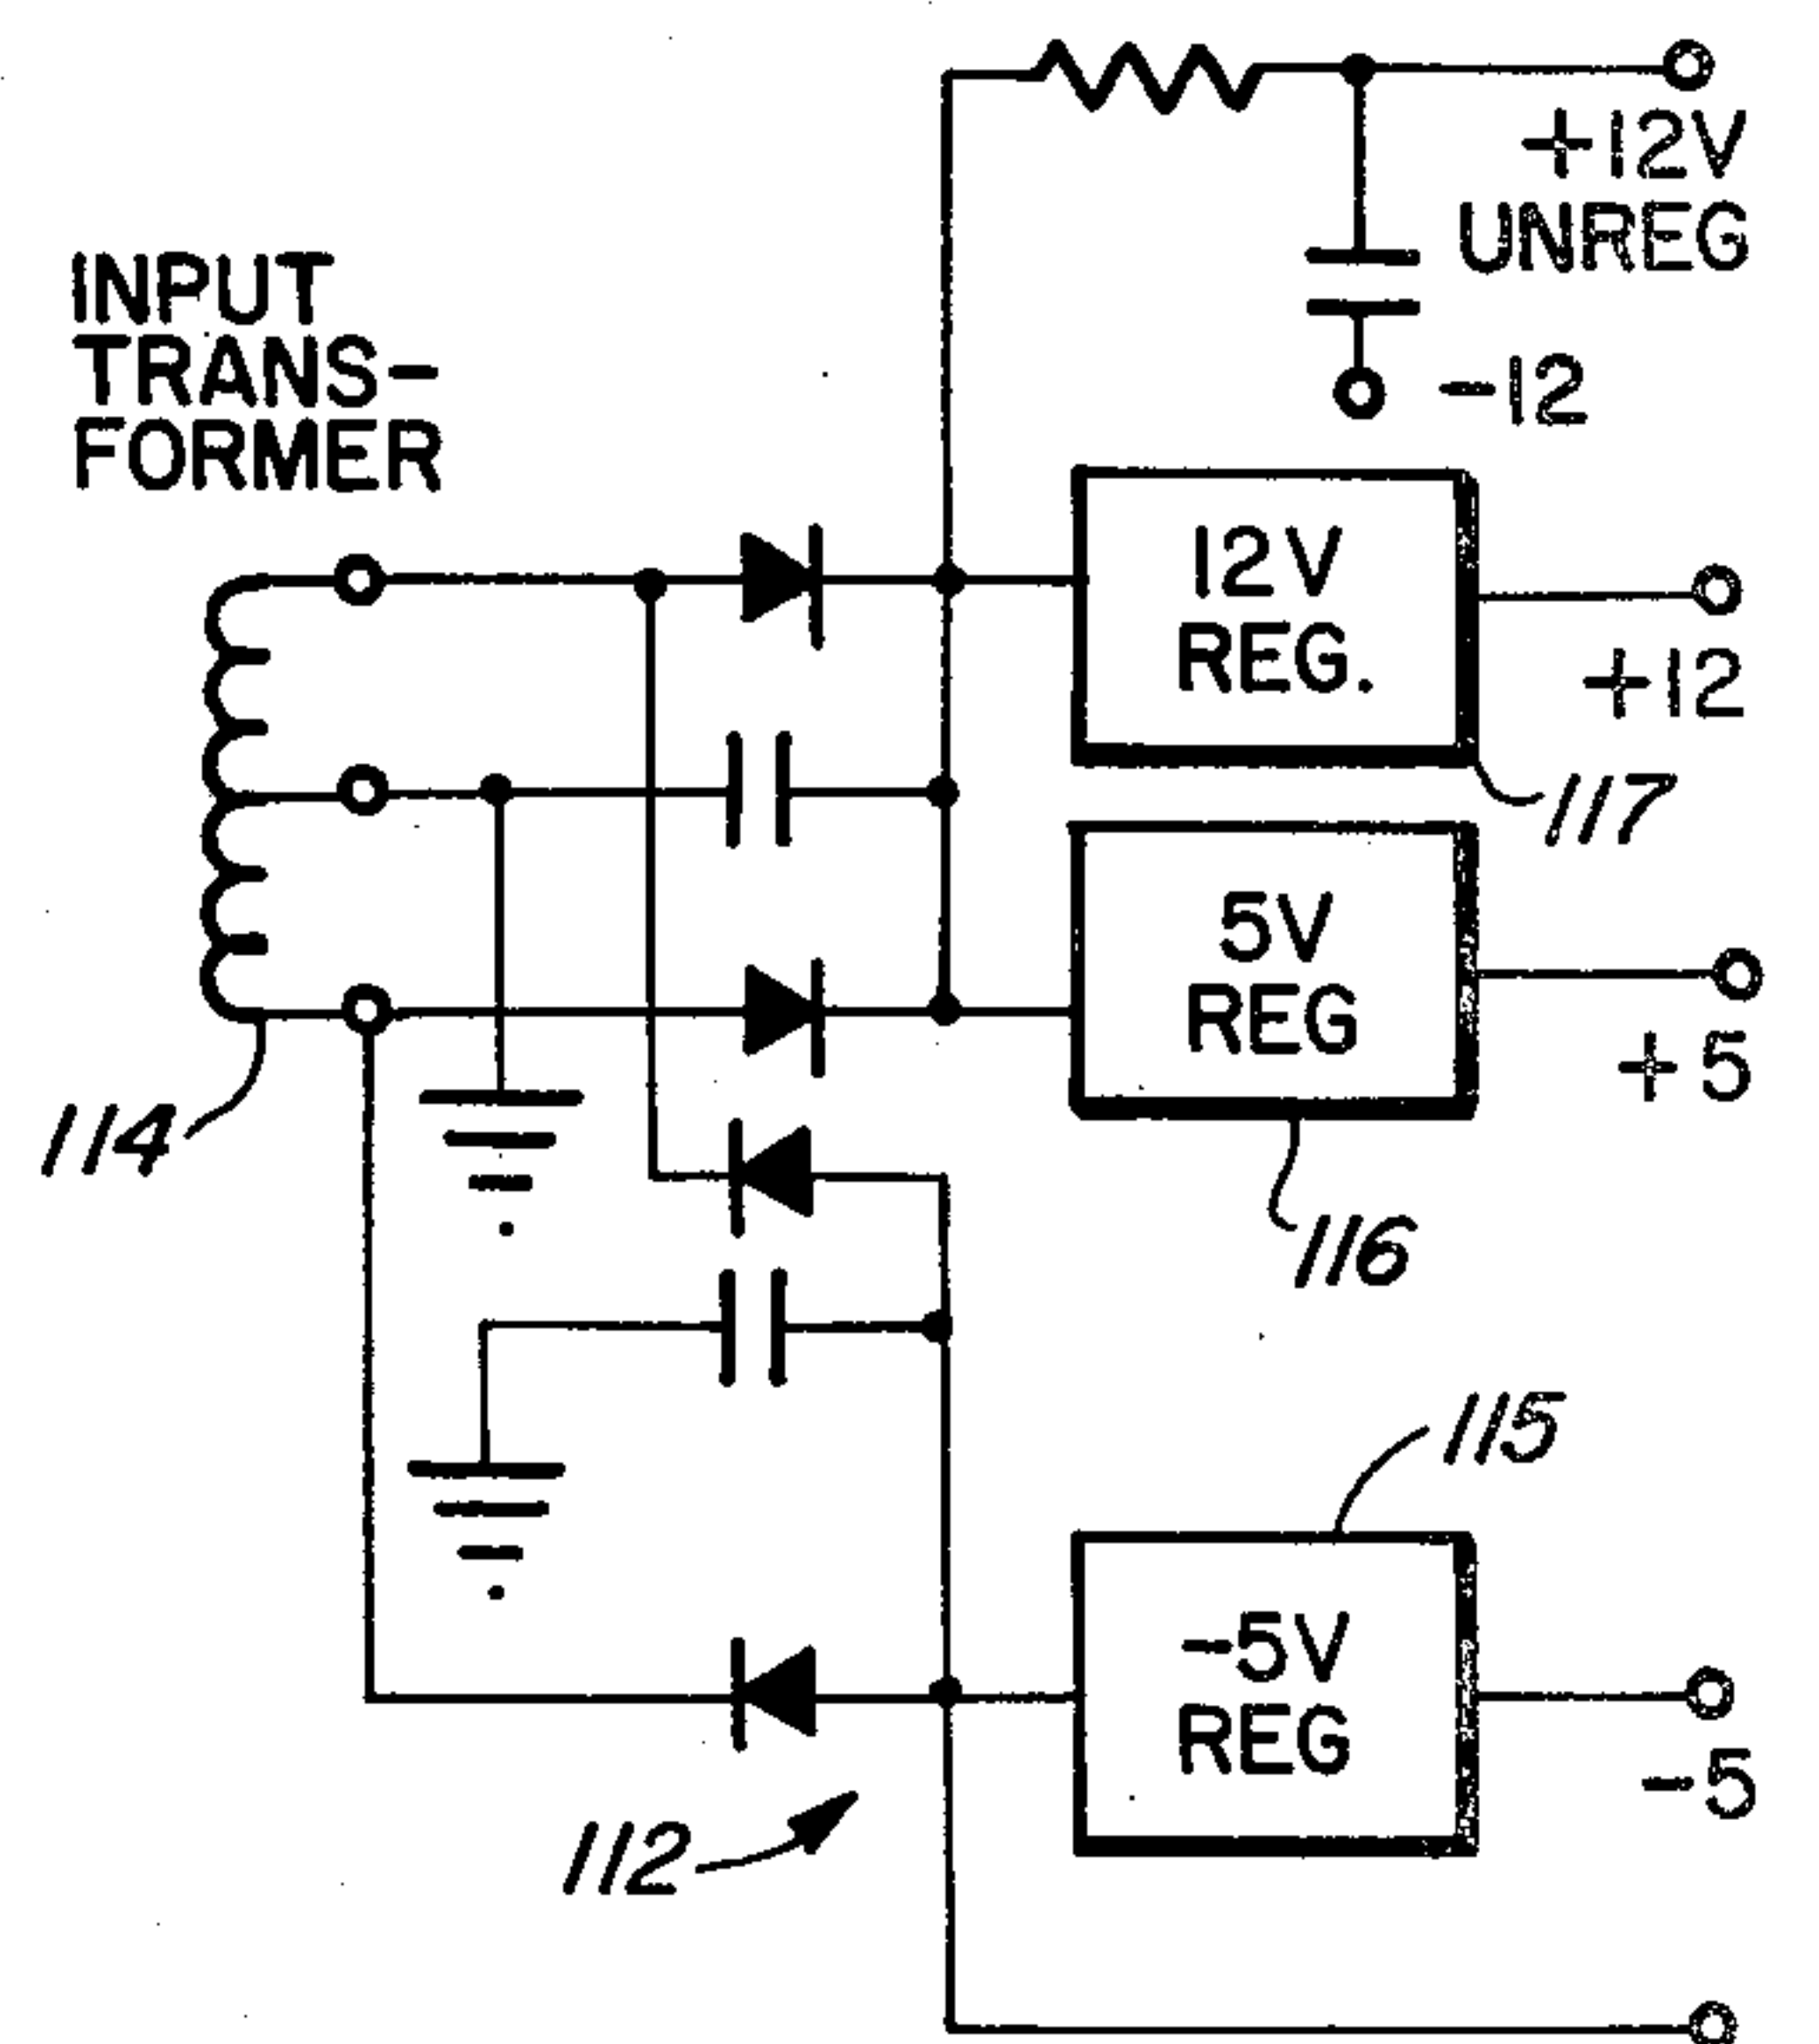 +12V
UNREG
INPUT
TRANS-
FORMER
-12
12V
REG.
+12
117
5V
REG
+5
114
116
115
-5V
REG
-5
112